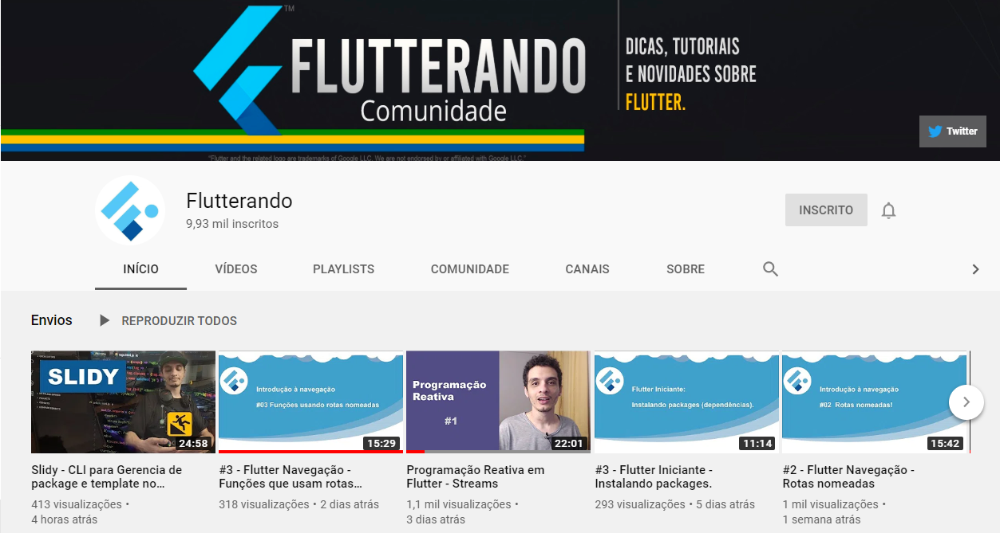 TM
FLUTTERANDO
Comunidade
DICAS, TUTORIAIS
E NOVIDADES SOBRE
FLUTTER.
Twitter
"Flutter and the related logo are trademarks of Google LLC. We are not endorsed by or affiliated with Google LLC."
Flutterando
9,93 mil inscritos
INSCRITO
INÍCIO VÍDEOS PLAYLISTS COMUNIDADE CANAIS SOBRE
Envios REPRODUZIR TODOS
SLIDY
24:58
Introdução à navegação
#03 Funções usando rotas nomeadas
15:29
Programação
Reativa
#1
22:01
Flutter Iniciante:
Instalando packages (dependências).
11:14
Introdução à navegação
#02 Rotas nomeadas!
15:42
Slidy - CLI para Gerencia de
package e template no...
413 visualizações •
4 horas atrás
#3 - Flutter Navegação -
Funções que usam rotas...
318 visualizações • 2 dias atrás
Programação Reativa em
Flutter - Streams
1,1 mil visualizações •
3 dias atrás
#3 - Flutter Iniciante -
Instalando packages.
293 visualizações • 5 dias atrás
#2 - Flutter Navegação -
Rotas nomeadas
1 mil visualizações •
1 semana atrás